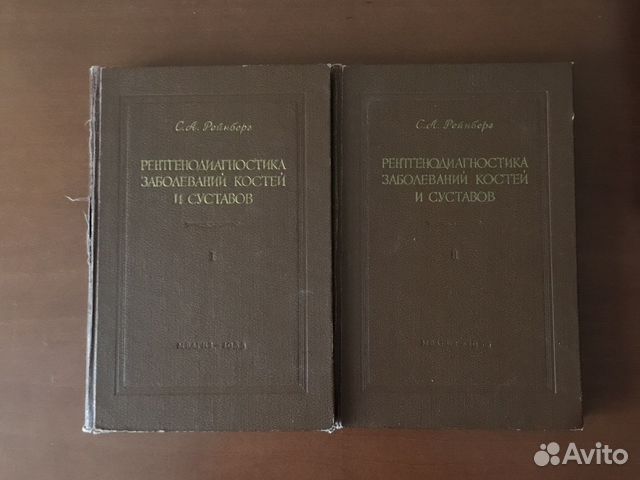 С. А. Рейнберг
РЕНТГЕНОДИАГНОСТИКА
ЗАБОЛЕВАНИЙ КОСТЕЙ
И СУСТАВОВ
I
С. А. Рейнберг
РЕНТГЕНОДИАГНОСТИКА
ЗАБОЛЕВАНИЙ КОСТЕЙ
И СУСТАВОВ
II
Avito